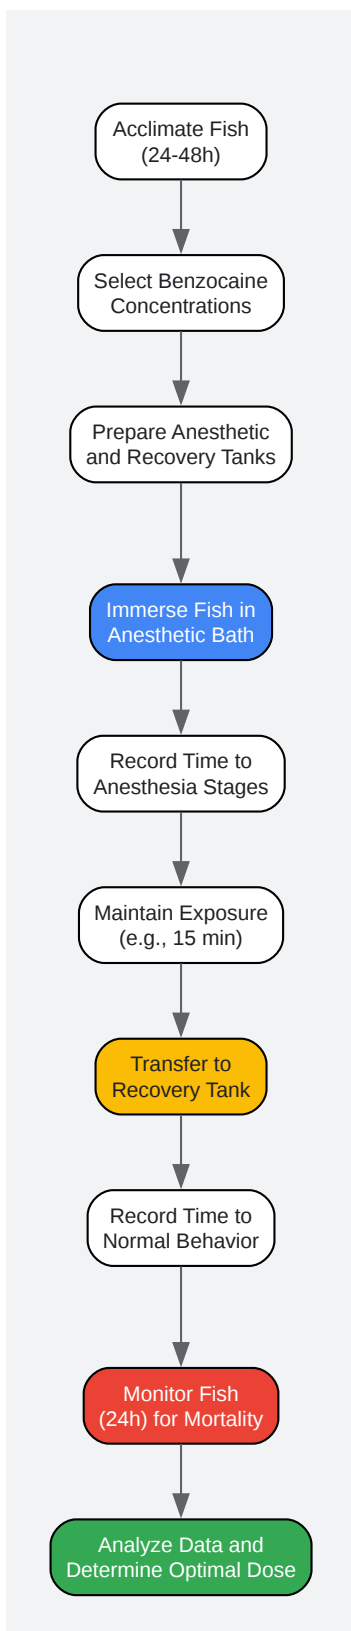 Acclimate Fish
(24-48h)
Select Benzocaine
Concentrations
Prepare Anesthetic
and Recovery Tanks
Immerse Fish in
Anesthetic Bath
Record Time to
Anesthesia Stages
Maintain Exposure
(e.g., 15 min)
Transfer to
Recovery Tank
Record Time to
Normal Behavior
Monitor Fish
(24h) for Mortality
Analyze Data and
Determine Optimal Dose